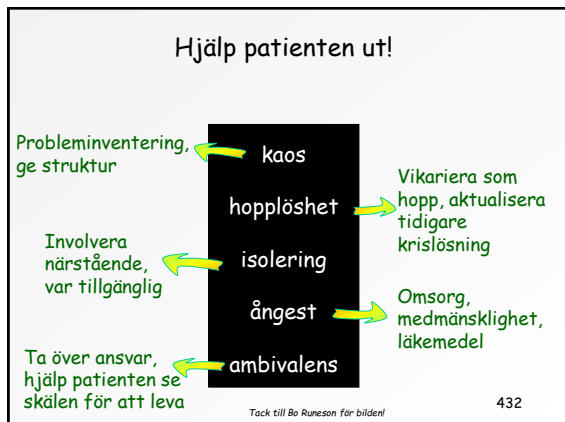 Hjälp patienten ut!
Probleminventering,
ge struktur
kaos
hopplöshet
Vikariera som
hopp, aktualisera
tidigare
krislösning
Involvera
närstående,
var tillgänglig
isolering
ångest
Omsorg,
medmänsklighet,
läkemedel
Ta över ansvar,
hjälp patienten se
skälen för att leva
ambivalens
Tack till Bo Runeson för bilden!
432